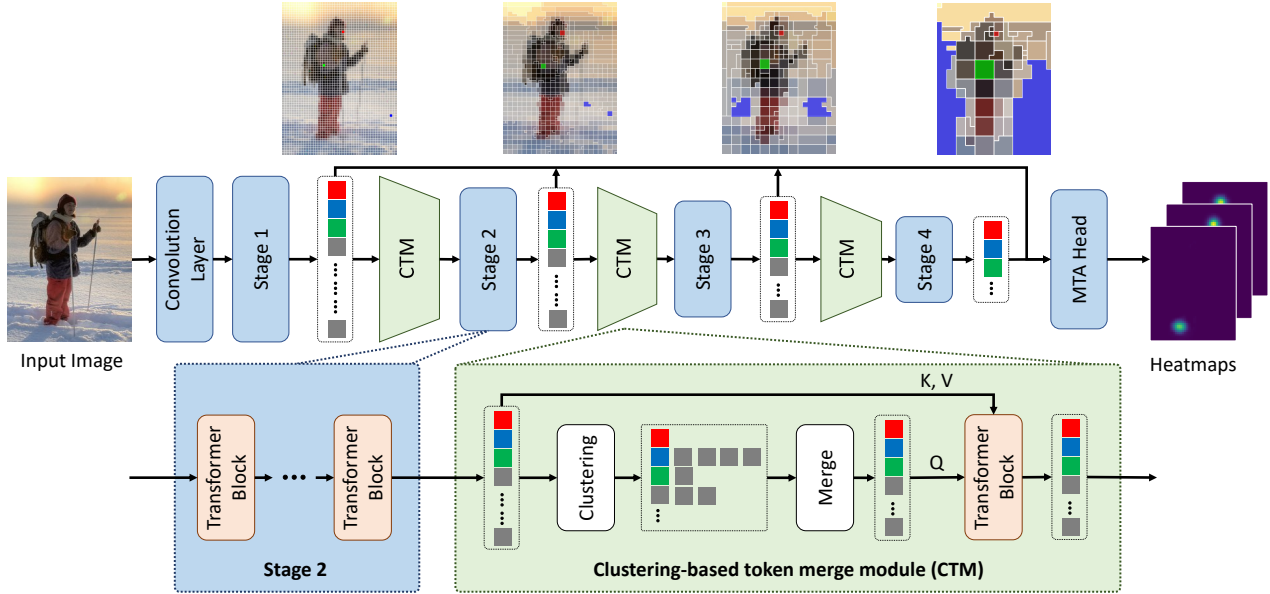 Input Image
Convolution
Layer
Stage 1
CTM
Stage 2
CTM
Stage 3
CTM
Stage 4
MTA Head
Heatmaps
Transformer
Block
Transformer
Block
Stage 2
K, V
Clustering
Merge
Q
Transformer
Block
Clustering-based token merge module (CTM)